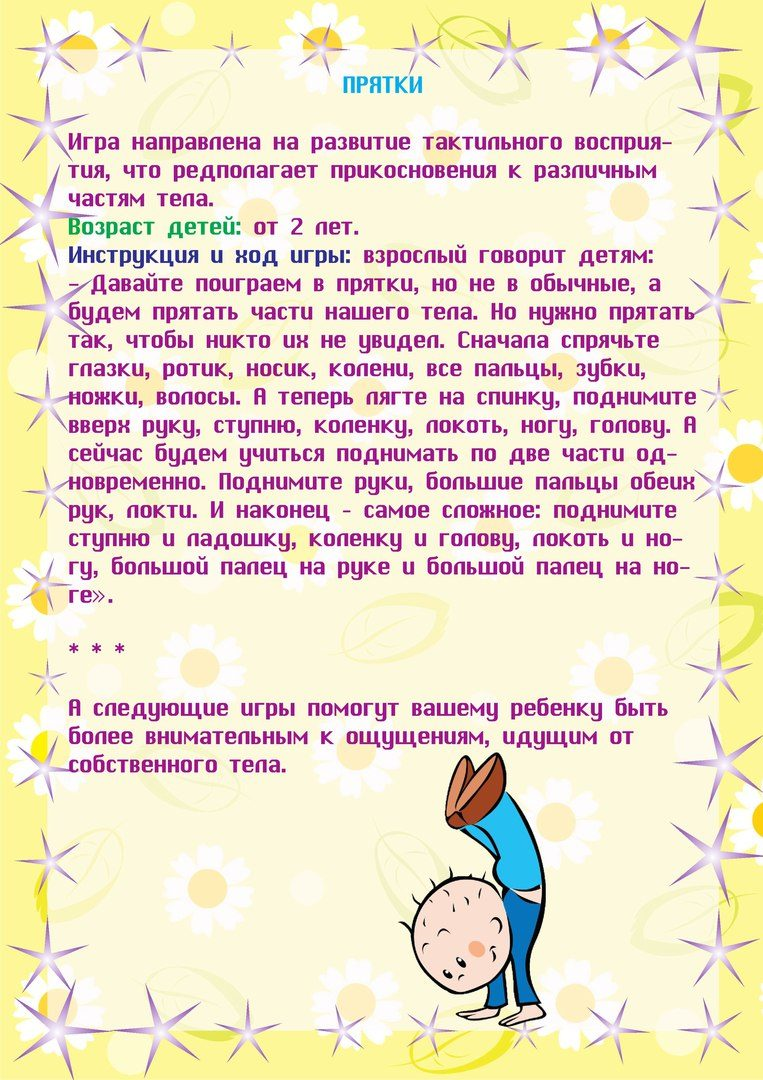 ПРЯТКИ
Игра направлена на развитие тактильного восприя-
тия, что редполагает прикосновения к различным
частям тела.
Возраст детей: от 2 лет.
Инструкция и ход игры: взрослый говорит детям:
- Давайте поиграем в прятки, но не в обычные, а
будем прятать части нашего тела. Но нужно прятать
так, чтобы никто их не увидел. Сначала спрячьте
глазки, ротик, носик, колени, все пальцы, зубки,
ножки, волосы. А теперь лягте на спинку, поднимите
вверх руку, ступню, коленку, локоть, ногу, голову. А
сейчас будем учиться поднимать по две части од-
новременно. Поднимите руки, большие пальцы обеих
рук, локти. И наконец - самое сложное: поднимите
ступню и ладошку, коленку и голову, локоть и но-
гу, большой палец на руке и большой палец на но-
ге».
* * *
А следующие игры помогут вашему ребенку быть
более внимательным к ощущениям, идущим от
собственного тела.